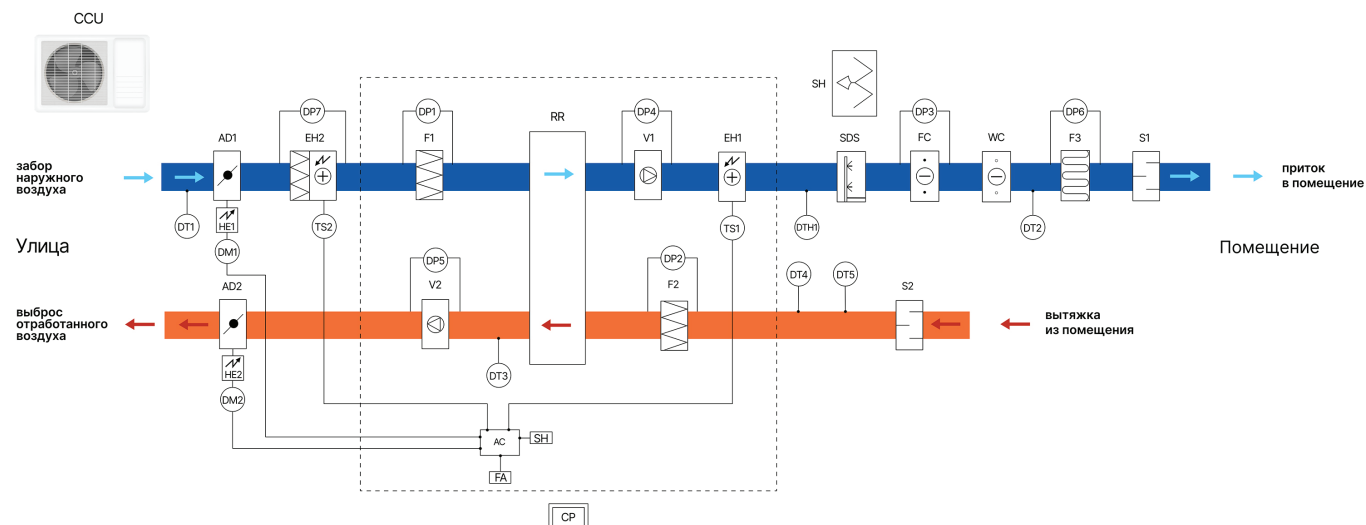 CCU
SH
DP7
DP1
DP4
DP3
DP6
AD1
EH2
F1
RR
V1
EH1
SDS
FC
WC
F3
S1
забор
наружного
воздуха
приток
в помещение
DT1
HE1
TS2
TS1
DTH1
DT2
DM1
Улица
Помещение
DP5
DP2
DT4
DT5
AD2
V2
F2
S2
выброс
отработанного
воздуха
вытяжка
из помещения
HE2
DT3
DM2
AC
SH
FA
CP